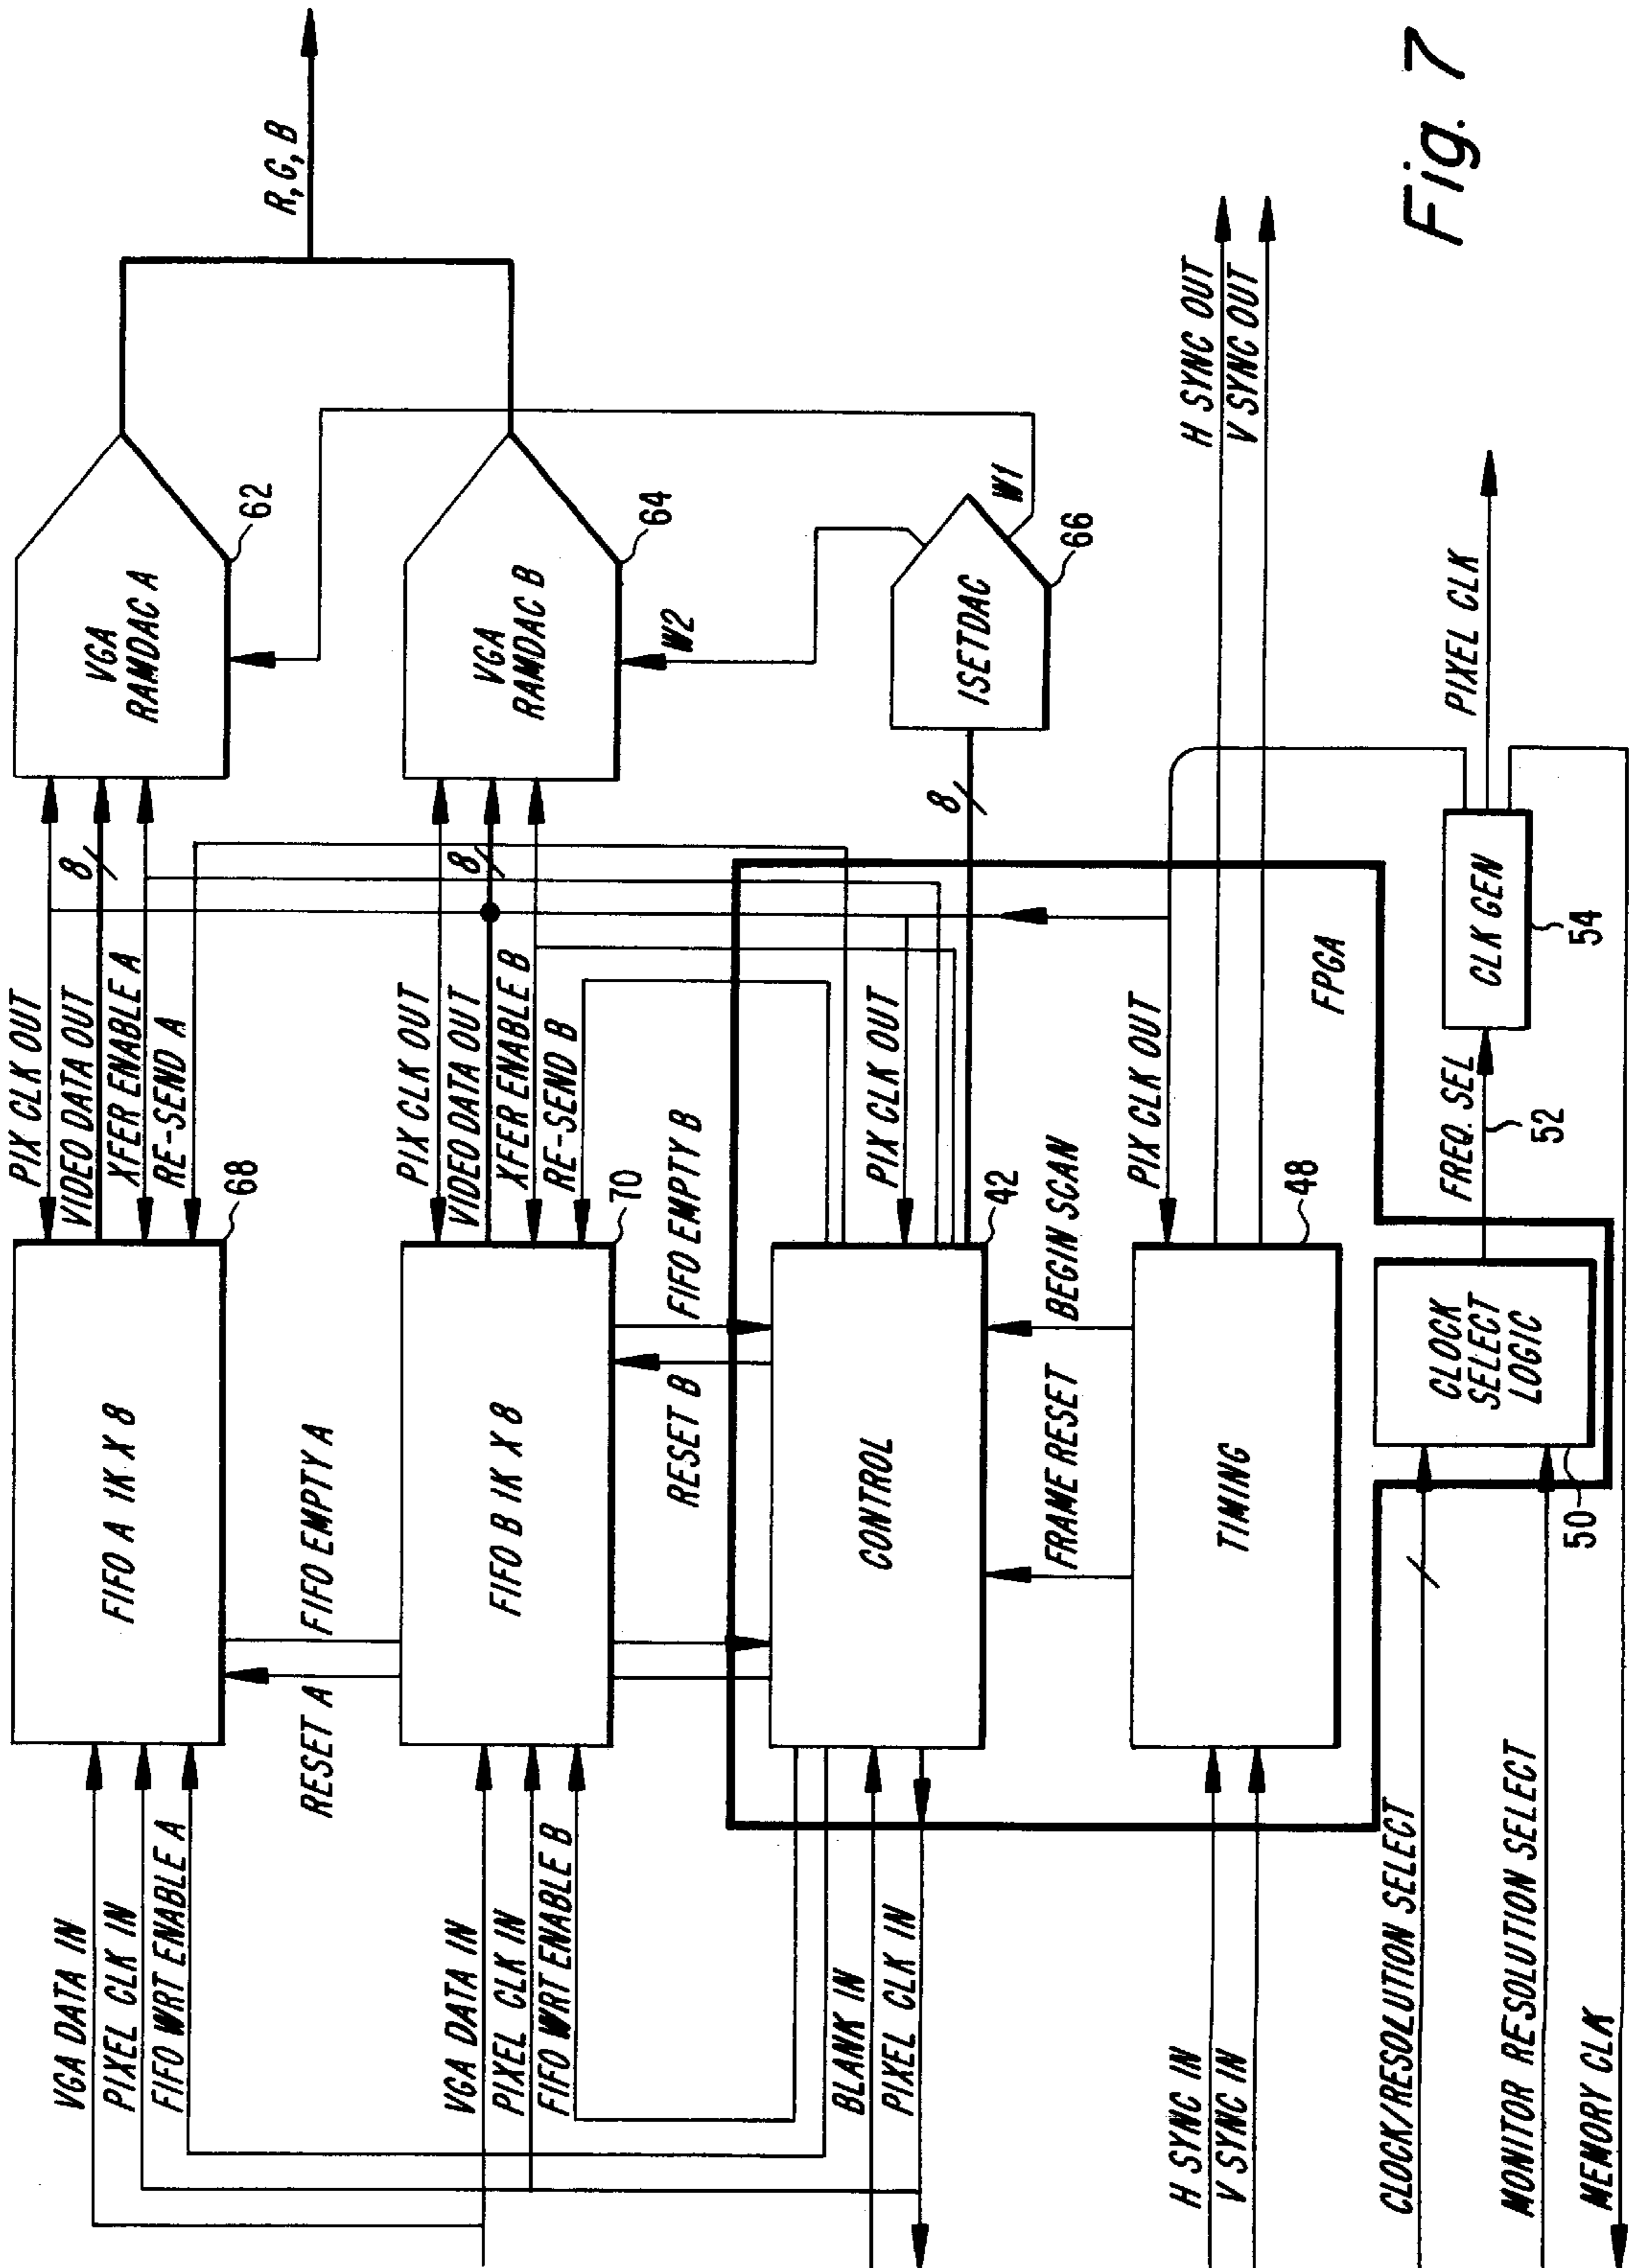 VGA DATA IN
PIXEL CLK IN
FIFO WRT ENABLE A
FIFO A 1K X 8
68
PIX CLK OUT
VIDEO DATA OUT
XFER ENABLE A
RE-SEND A
8
VGA
RAMDAC A
62
R, G, B
RESET A
FIFO EMPTY A
VGA DATA IN
PIXEL CLK IN
FIFO WRT ENABLE B
FIFO B 1K X 8
70
PIX CLK OUT
VIDEO DATA OUT
XFER ENABLE B
RE-SEND B
8
VGA
RAMDAC B
64
W2
W1
RESET B
FIFO EMPTY B
BLANK IN
PIXEL CLK IN
CONTROL
42
PIX CLK OUT
8
ISETDAC
66
FRAME RESET
BEGIN SCAN
H SYNC IN
V SYNC IN
TIMING
48
PIX CLK OUT
H SYNC OUT
V SYNC OUT
FPGA
CLOCK/RESOLUTION SELECT
MONITOR RESOLUTION SELECT
50
CLOCK
SELECT
LOGIC
FREQ. SEL
52
CLK GEN
54
PIXEL CLK
MEMORY CLK
Fig. 7